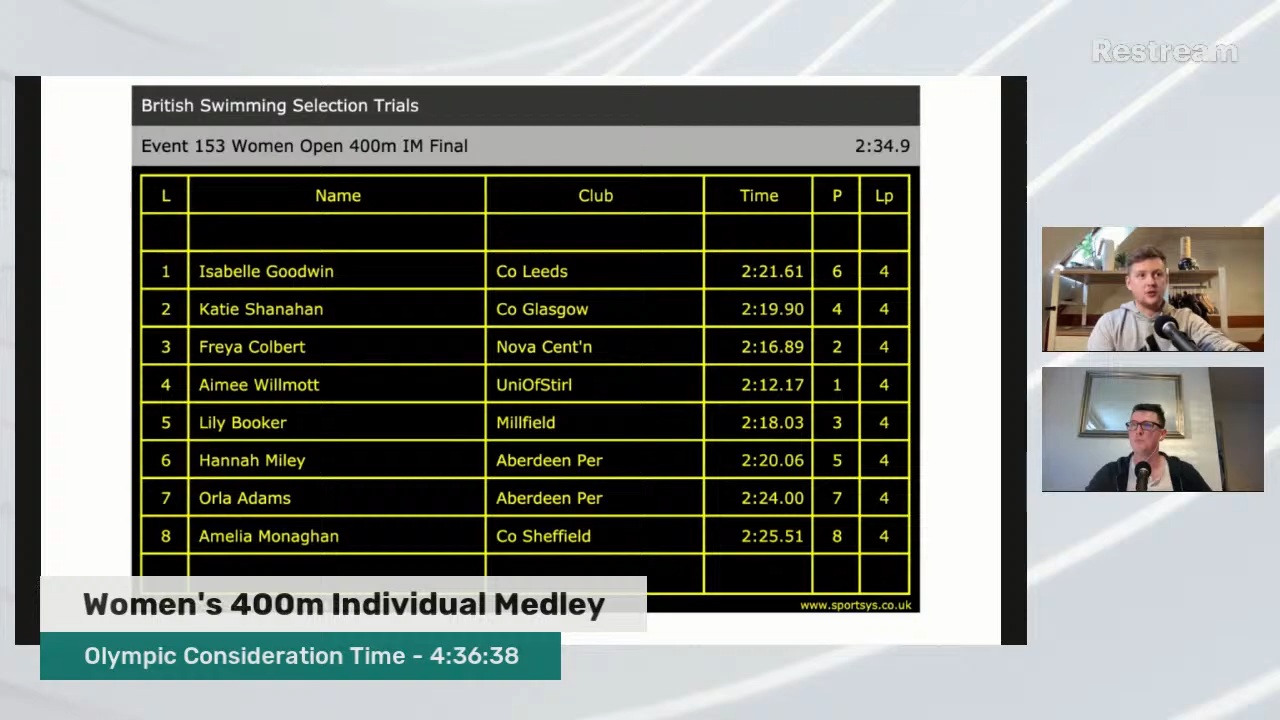 Restream
British Swimming Selection Trials
Event 153 Women Open 400m IM Final 2:34.9
L Name Club Time P Lp
1 Isabelle Goodwin Co Leeds 2:21.61 6 4
2 Katie Shanahan Co Glasgow 2:19.90 4 4
3 Freya Colbert Nova Cent'n 2:16.89 2 4
4 Aimee Willmott UniOfStirl 2:12.17 1 4
5 Lily Booker Millfield 2:18.03 3 4
6 Hannah Miley Aberdeen Per 2:20.06 5 4
7 Orla Adams Aberdeen Per 2:24.00 7 4
8 Amelia Monaghan Co Sheffield 2:25.51 8 4
www.sportsys.co.uk
Women's 400m Individual Medley
Olympic Consideration Time - 4:36:38